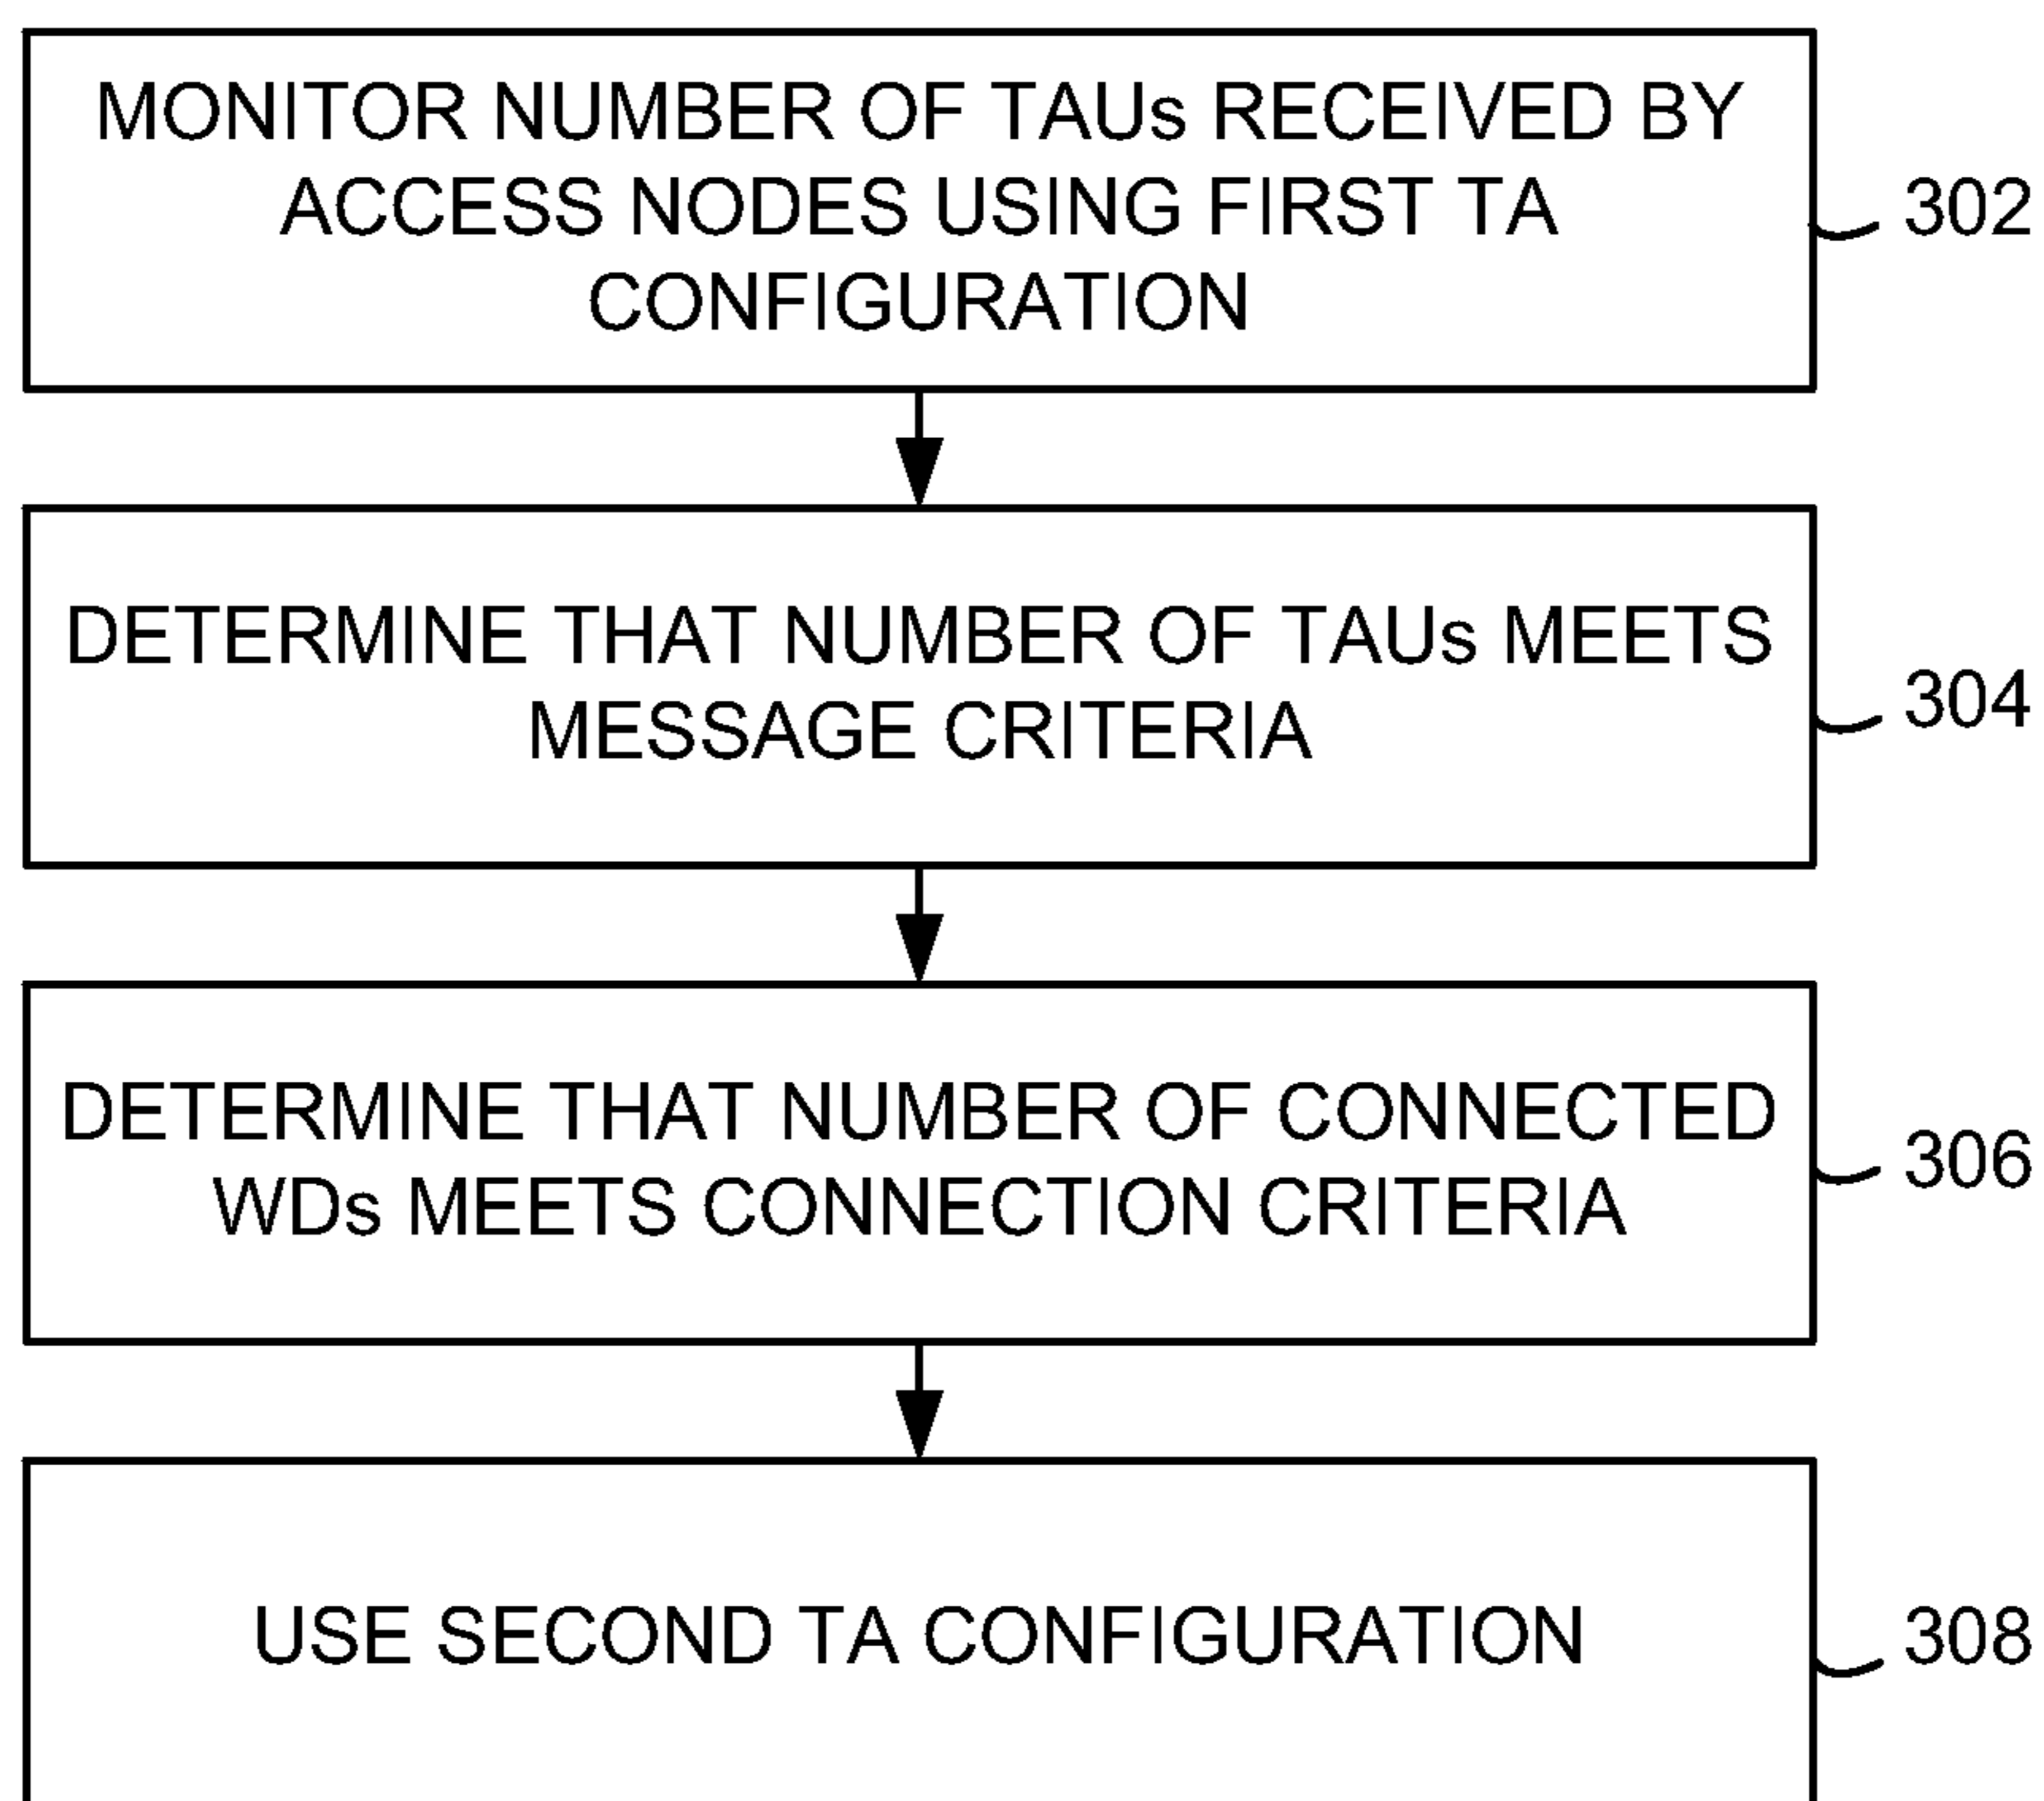 MONITOR NUMBER OF TAUs RECEIVED BY
ACCESS NODES USING FIRST TA
CONFIGURATION
302
DETERMINE THAT NUMBER OF TAUs MEETS
MESSAGE CRITERIA
304
DETERMINE THAT NUMBER OF CONNECTED
WDs MEETS CONNECTION CRITERIA
306
USE SECOND TA CONFIGURATION
308